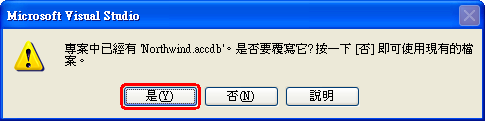 Microsoft Visual Studio
專案中已經有 'Northwind.accdb'。是否要覆寫它? 按一下 [否] 即可使用現有的檔
案。
是(Y) 否(N) 說明